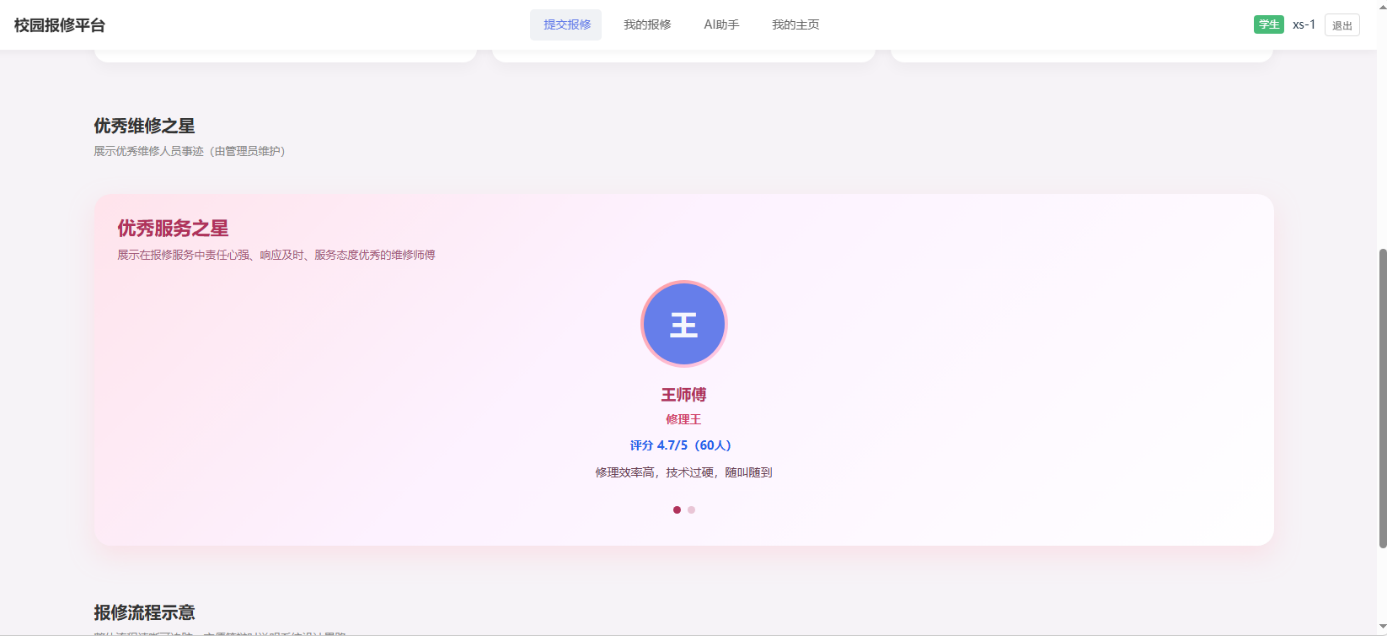 校园报修平台
提交报修 我的报修 AI助手 我的主页
学生 xs-1 退出
优秀维修之星
展示优秀维修人员事迹（由管理员维护）
优秀服务之星
展示在报修服务中责任心强、响应及时、服务态度优秀的维修师傅
王
王师傅
修理王
评分 4.7/5（60人）
修理效率高，技术过硬，随叫随到
报修流程示意